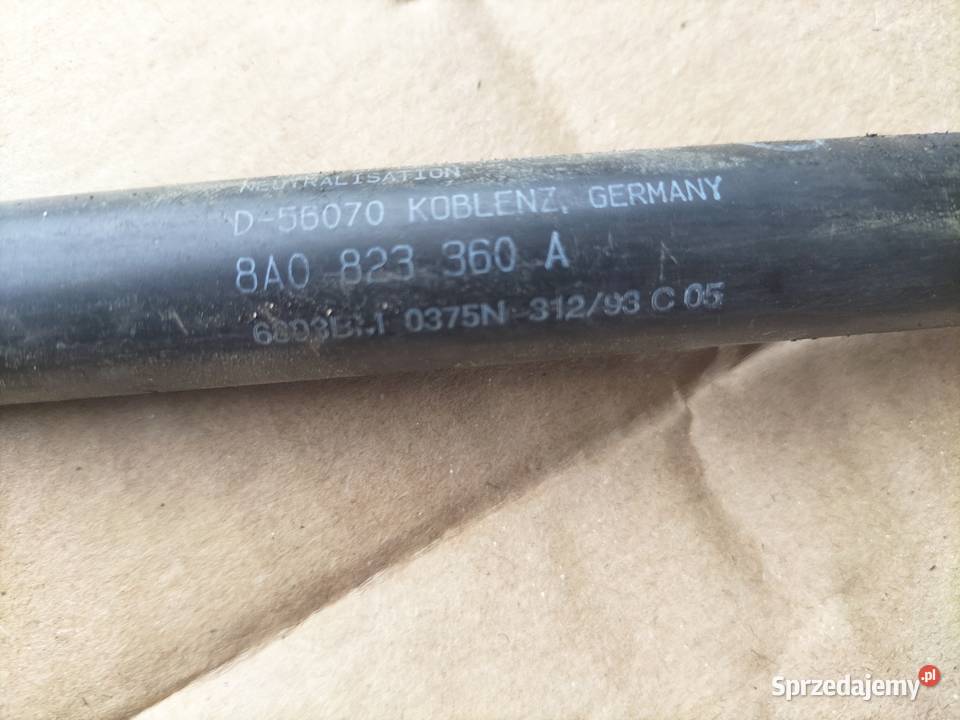 NEUTRALISATION
D-56070 KOBLENZ, GERMANY
8A0 823 360 A
0375N 312/93 C 05
Sprzedajemy.pl